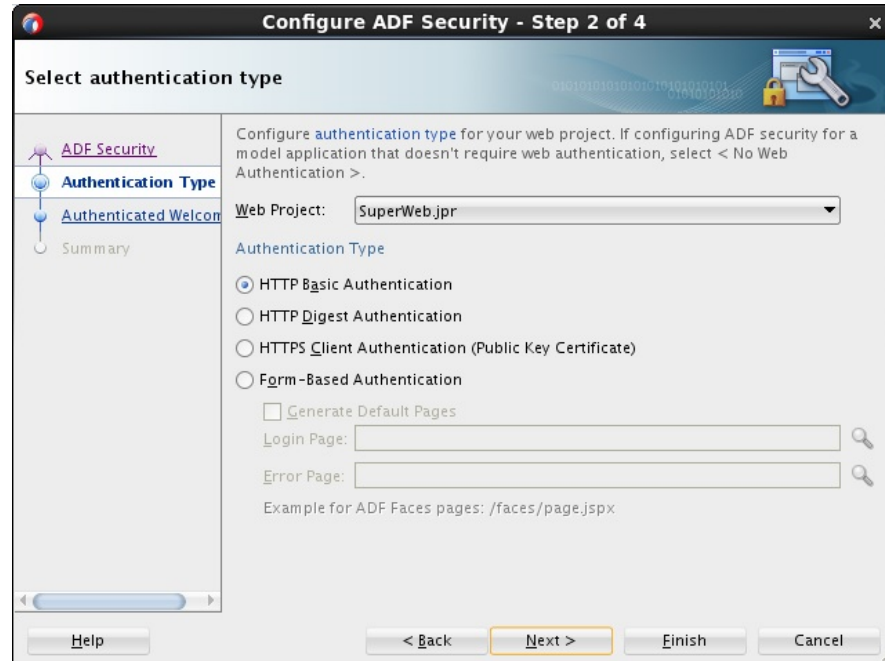 Configure ADF Security - Step 2 of 4
Select authentication type
ADF Security
Authentication Type
Authenticated Welcom
Summary
Configure authentication type for your web project. If configuring ADF security for a
model application that doesn't require web authentication, select < No Web
Authentication >.
Web Project: SuperWeb.jpr
Authentication Type
HTTP Basic Authentication
HTTP Digest Authentication
HTTPS Client Authentication (Public Key Certificate)
Form-Based Authentication
Generate Default Pages
Login Page:
Error Page:
Example for ADF Faces pages: /faces/page.jspx
Help
< Back
Next >
Finish
Cancel